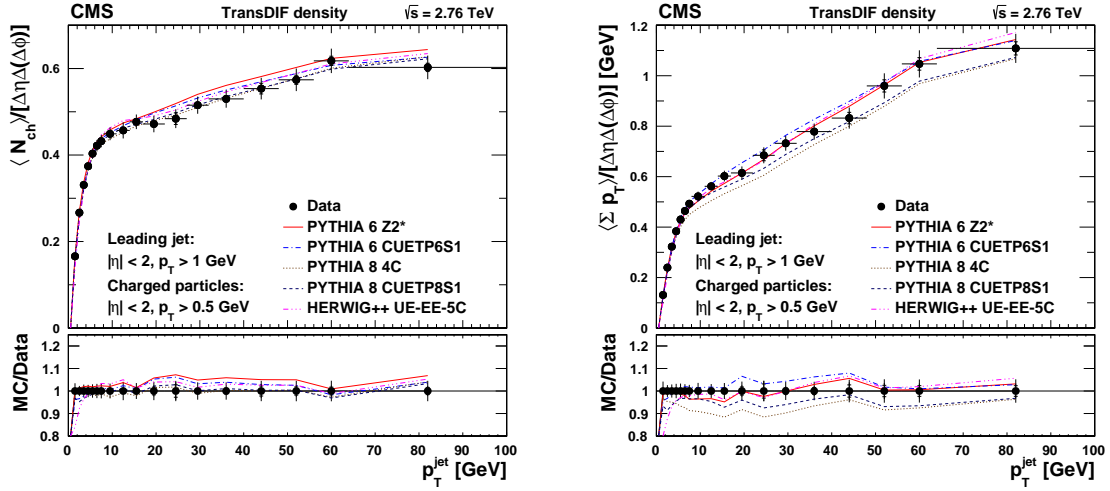 CMS TransDIF density √s = 2.76 TeV
⟨ N_ch⟩/[ΔηΔ(Δϕ)]
0.6
0.4
0.2
0
Data
PYTHIA 6 Z2*
PYTHIA 6 CUETP6S1
PYTHIA 8 4C
PYTHIA 8 CUETP8S1
HERWIG++ UE-EE-5C
Leading jet:
|η| < 2, p_T > 1 GeV
Charged particles:
|η| < 2, p_T > 0.5 GeV
MC/Data
1.2
1.1
1
0.9
0.8
0 10 20 30 40 50 60 70 80 90 100
p_T^jet [GeV]
CMS TransDIF density √s = 2.76 TeV
⟨Σ p_T⟩/[ΔηΔ(Δϕ)] [GeV]
1.2
1
0.8
0.6
0.4
0.2
0
Data
PYTHIA 6 Z2*
PYTHIA 6 CUETP6S1
PYTHIA 8 4C
PYTHIA 8 CUETP8S1
HERWIG++ UE-EE-5C
Leading jet:
|η| < 2, p_T > 1 GeV
Charged particles:
|η| < 2, p_T > 0.5 GeV
MC/Data
1.2
1.1
1
0.9
0.8
0 10 20 30 40 50 60 70 80 90 100
p_T^jet [GeV]